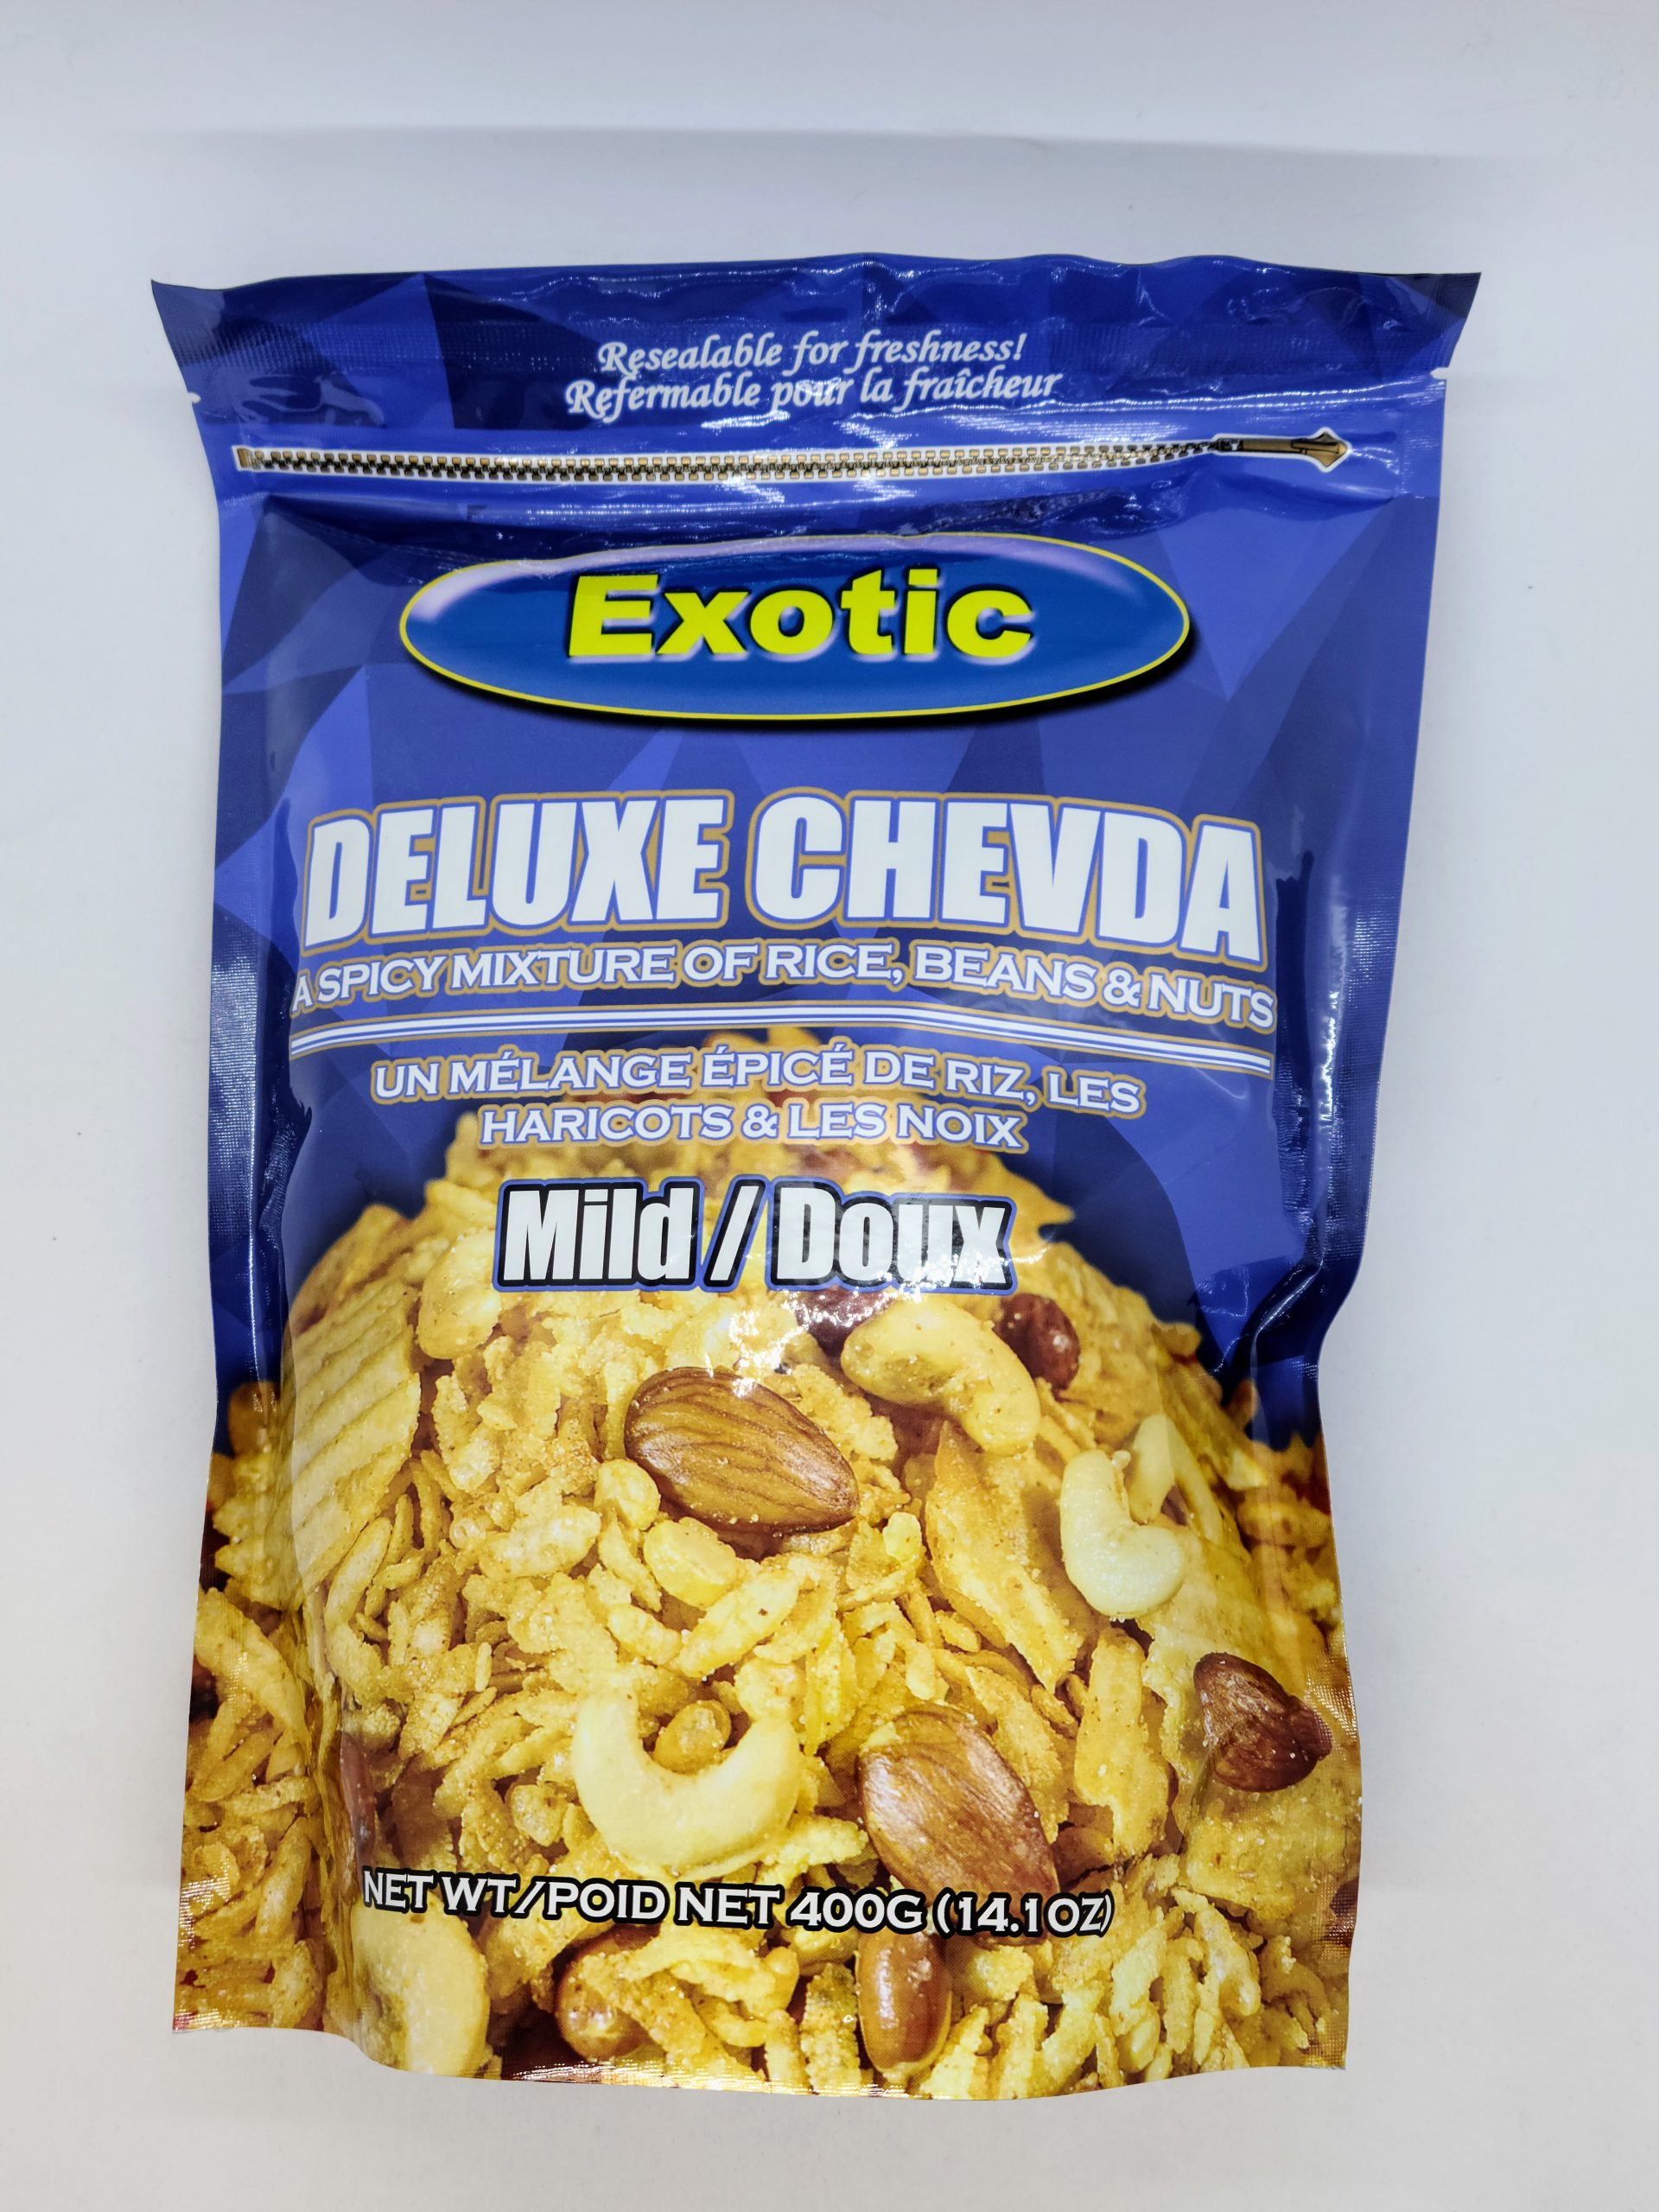 Resealable for freshness!
Refermable pour la fraîcheur
Exotic
DELUXE CHEVDA
A SPICY MIXTURE OF RICE, BEANS & NUTS
UN MÉLANGE ÉPICÉ DE RIZ, LES
HARICOTS & LES NOIX
Mild / Doux
NET WT/POID NET 400G (14.1OZ)